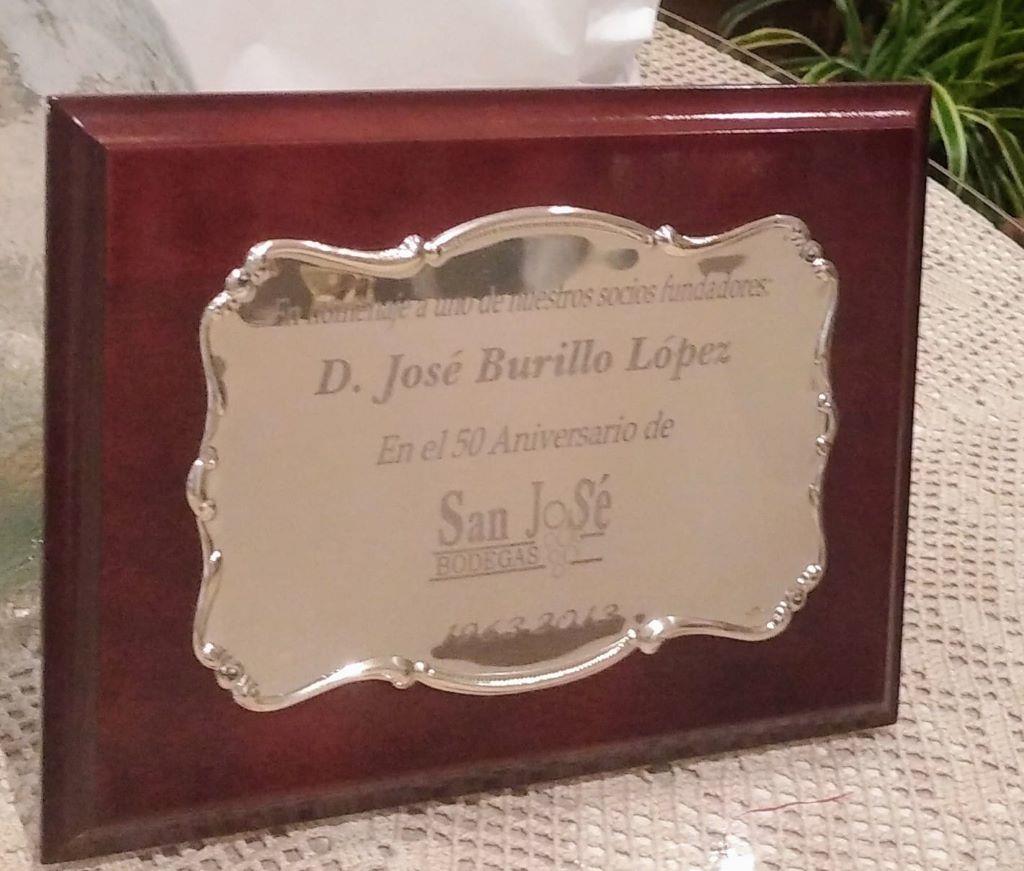 En homenaje a uno de nuestros socios fundadores:
D. José Burillo López
En el 50 Aniversario de
San JoSé
BODEGAS
1963-2013